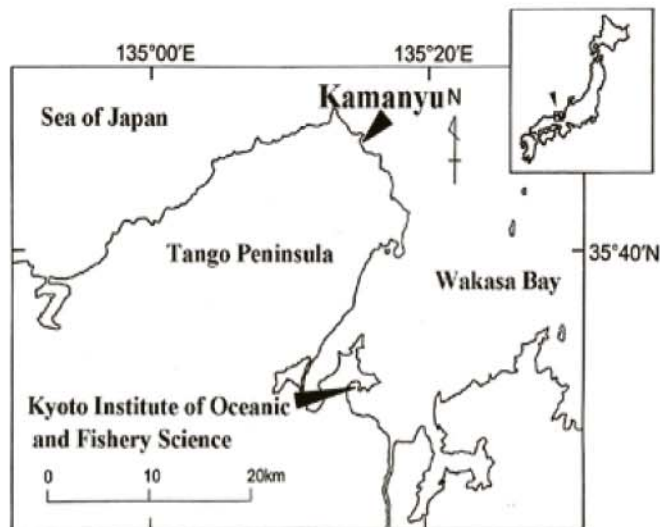 135°00'E
135°20'E
Kamanyu
N
Sea of Japan
Tango Peninsula
35°40'N
Wakasa Bay
Kyoto Institute of Oceanic
and Fishery Science
0 10 20km